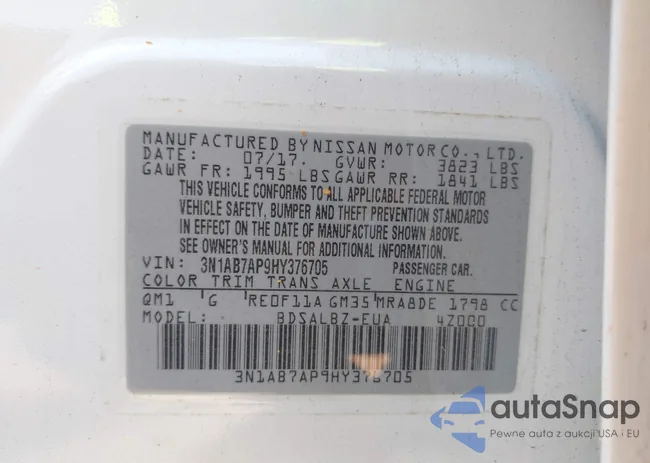 MANUFACTURED BY NISSAN MOTOR CO., LTD.
DATE: 07/17. GVWR: 3823 LBS
GAWR FR: 1995 LBS GAWR RR: 1841 LBS
THIS VEHICLE CONFORMS TO ALL APPLICABLE FEDERAL MOTOR
VEHICLE SAFETY, BUMPER AND THEFT PREVENTION STANDARDS
IN EFFECT ON THE DATE OF MANUFACTURE SHOWN ABOVE.
SEE OWNER'S MANUAL FOR ADDITIONAL INFORMATION.
VIN: 3N1AB7AP9HY376705 PASSENGER CAR.
COLOR TRIM TRANS AXLE ENGINE
QM1 G RE0F11A GM35 MRA8DE 1798 CC
MODEL: BDSALBZ-EUA 4Z000
3N1AB7AP9HY376705
autaSnap
Pewne auta z aukcji USA i EU